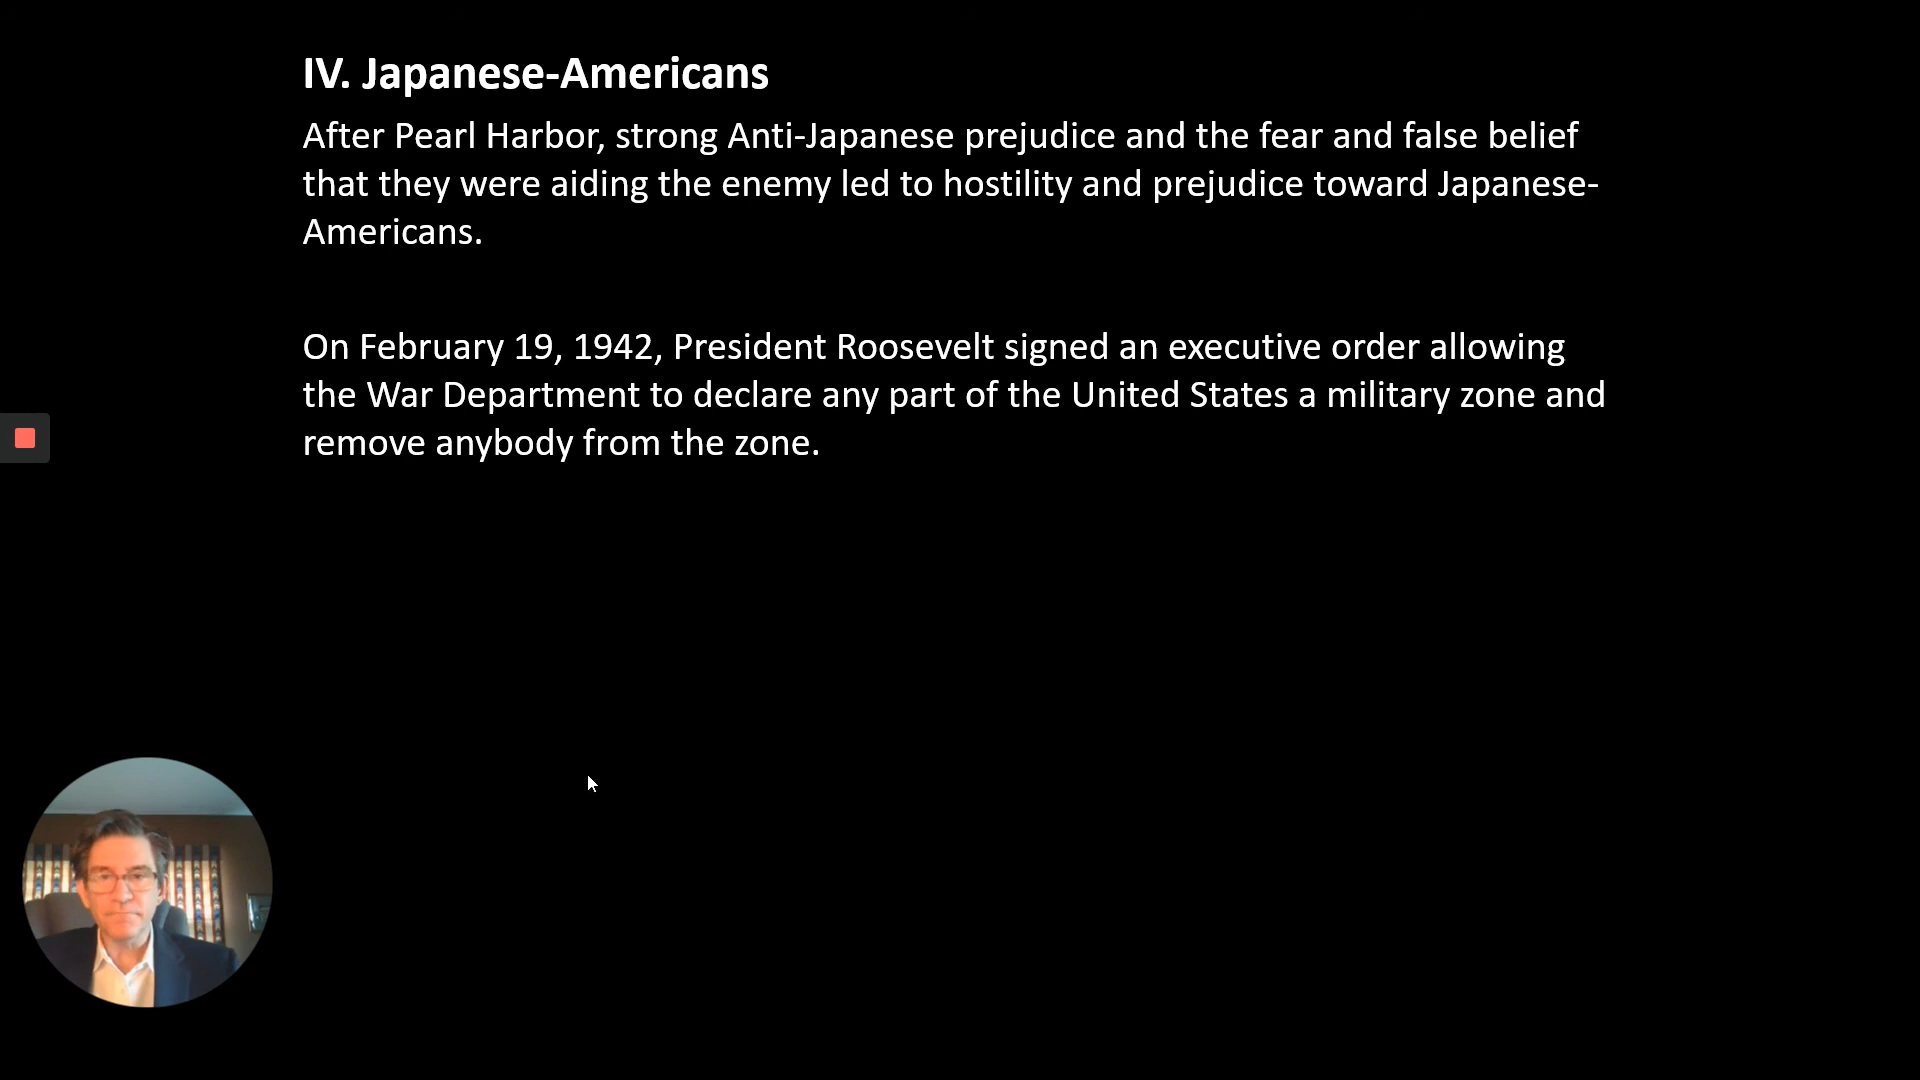 IV. Japanese-Americans
After Pearl Harbor, strong Anti-Japanese prejudice and the fear and false belief
that they were aiding the enemy led to hostility and prejudice toward Japanese-
Americans.
On February 19, 1942, President Roosevelt signed an executive order allowing
the War Department to declare any part of the United States a military zone and
remove anybody from the zone.